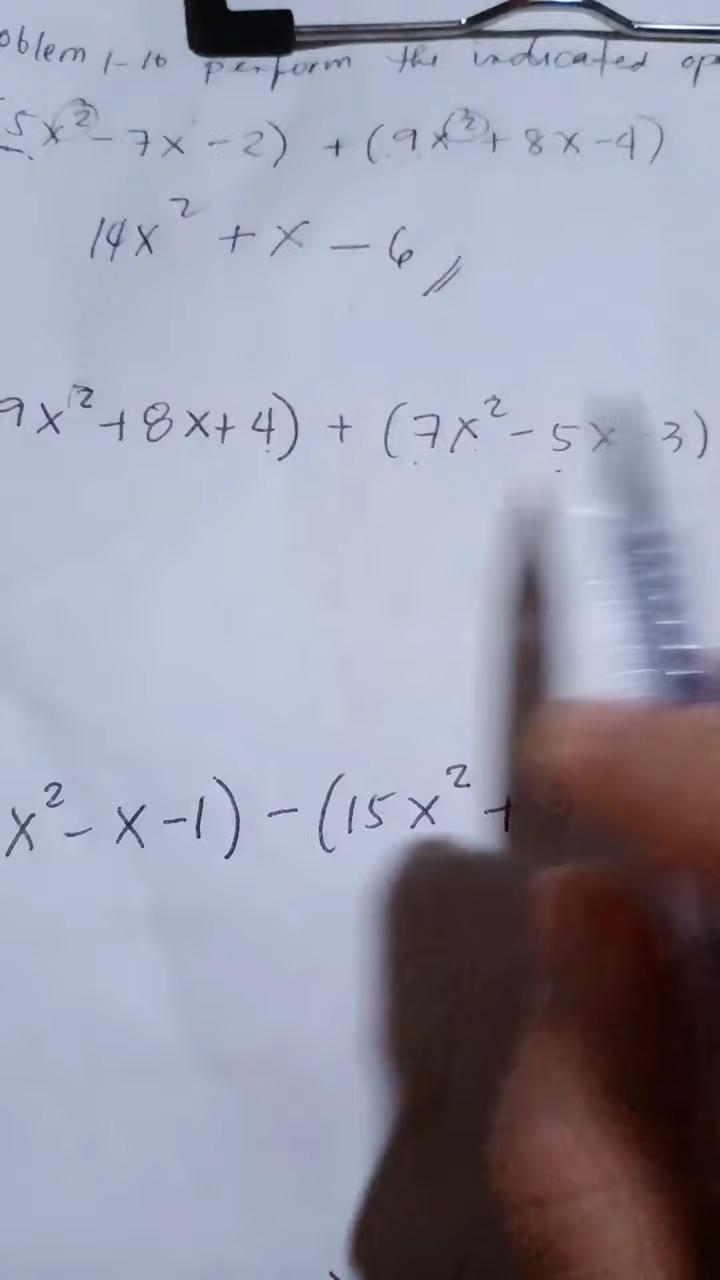 oblem 1-10 perform the indicated op
5x² - 7x - 2) + (9x² + 8x - 4)
14x² + x - 6
9x² + 8x + 4) + (7x² - 5x - 3)
x² - x - 1) - (15x² +